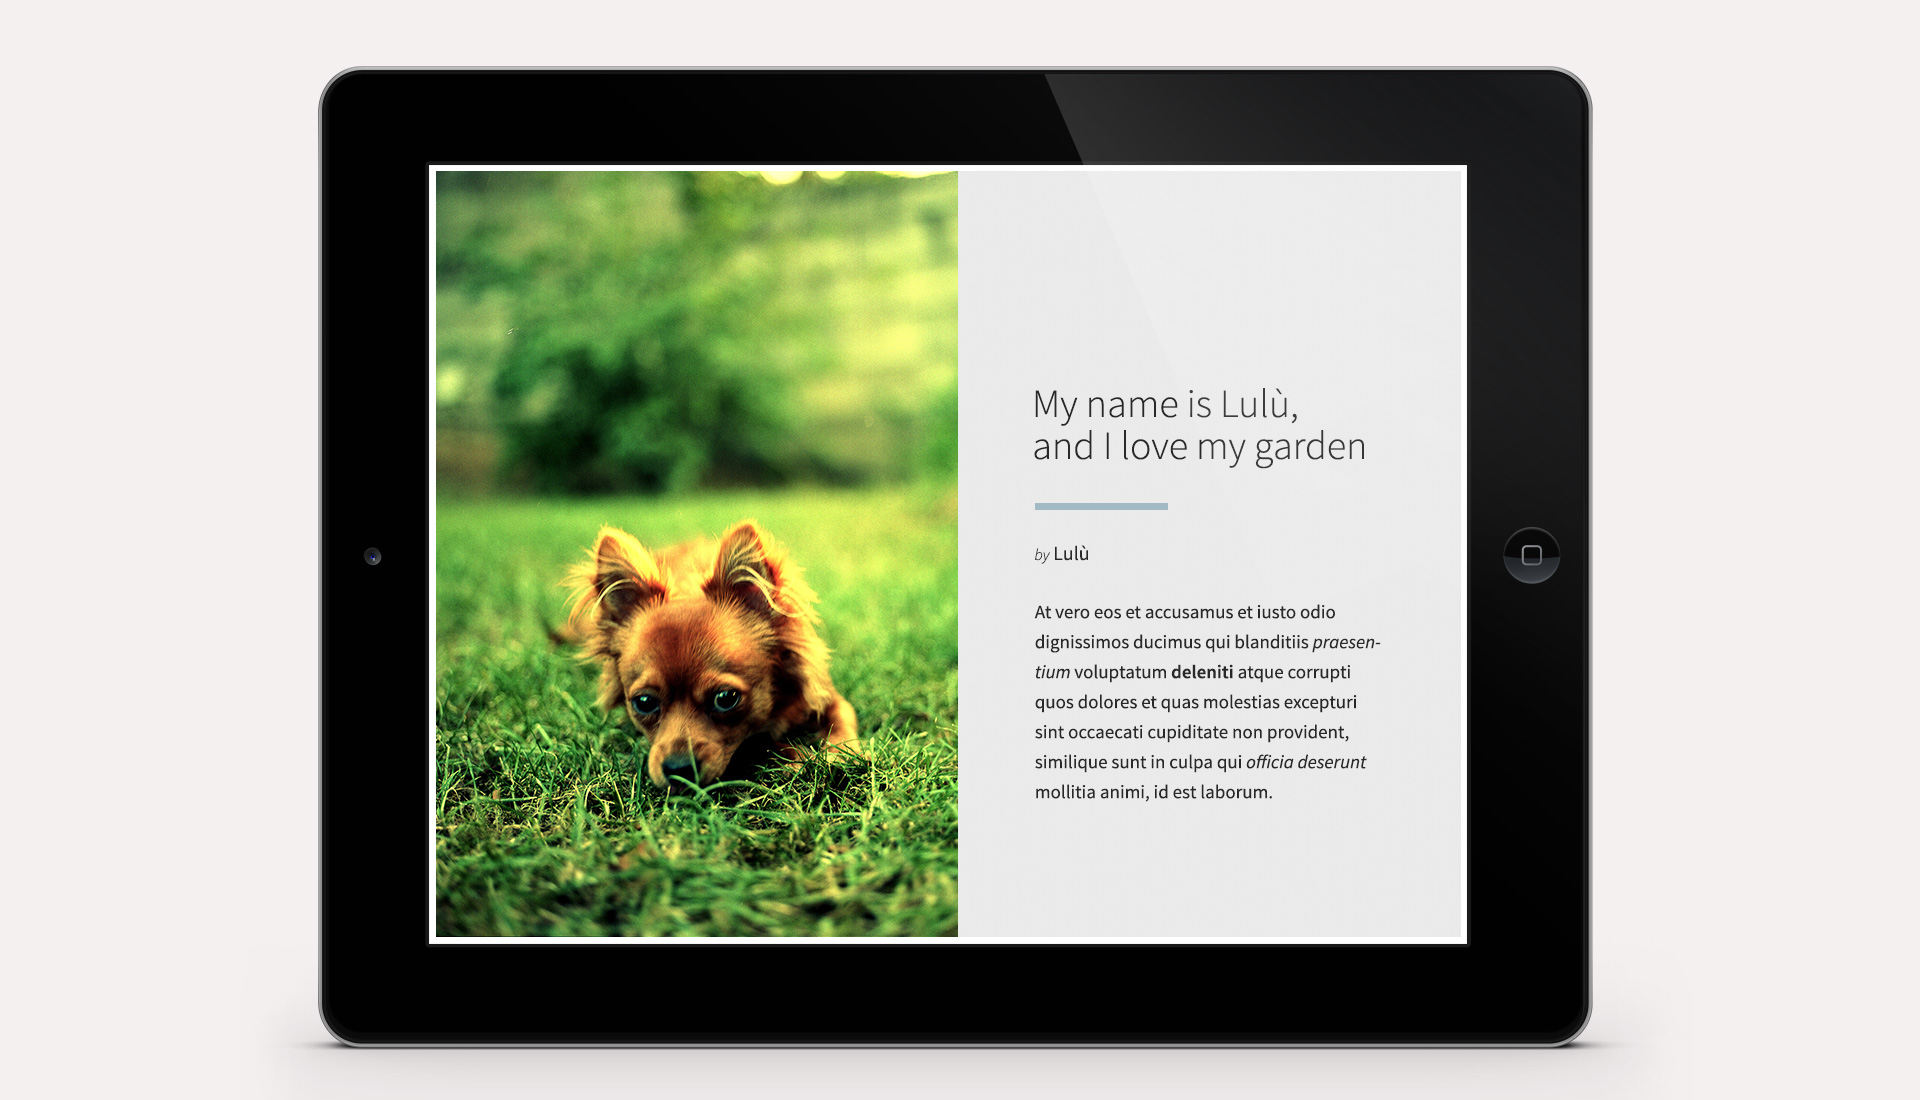 My name is Lulù,
and I love my garden
by Lulù
At vero eos et accusamus et iusto odio
dignissimos ducimus qui blanditiis praesen-
tium voluptatum deleniti atque corrupti
quos dolores et quas molestias excepturi
sint occaecati cupiditate non provident,
similique sunt in culpa qui officia deserunt
mollitia animi, id est laborum.